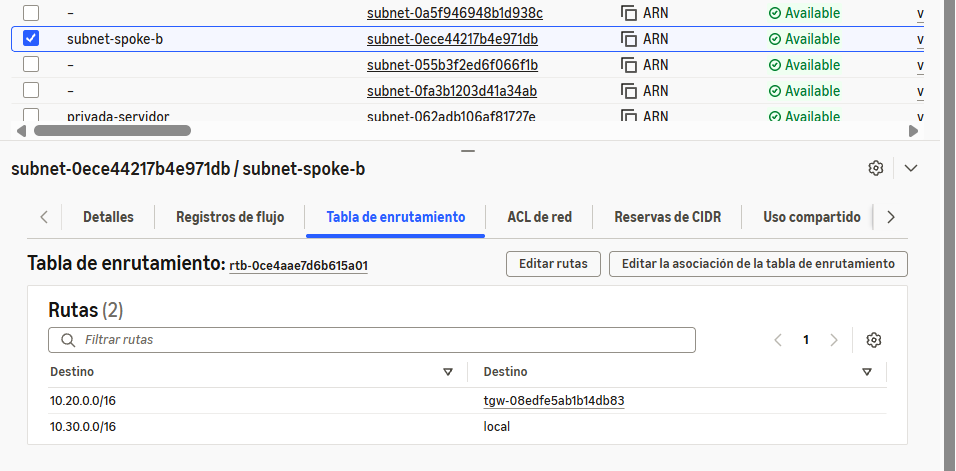 – subnet-0a5f946948b1d938c ARN Available v
subnet-spoke-b subnet-0ece44217b4e971db ARN Available v
– subnet-055b3f2ed6f066f1b ARN Available v
– subnet-0fa3b1203d41a34ab ARN Available v
privada-servidor subnet-062adb106af81727e ARN Available v
subnet-0ece44217b4e971db / subnet-spoke-b
Detalles Registros de flujo Tabla de enrutamiento ACL de red Reservas de CIDR Uso compartido
Tabla de enrutamiento: rtb-0ce4aae7d6b615a01 Editar rutas Editar la asociación de la tabla de enrutamiento
Rutas (2)
Filtrar rutas 1
Destino Destino
10.20.0.0/16 tgw-08edfe5ab1b14db83
10.30.0.0/16 local